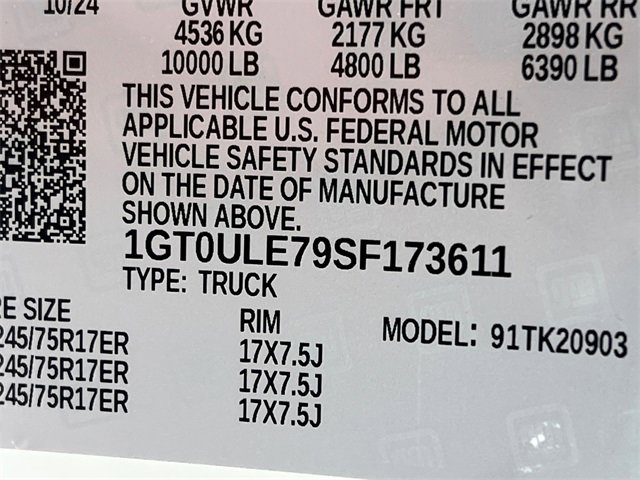 10/24 GVWR GAWR FRT GAWR RR
4536 KG 2177 KG 2898 KG
10000 LB 4800 LB 6390 LB
THIS VEHICLE CONFORMS TO ALL
APPLICABLE U.S. FEDERAL MOTOR
VEHICLE SAFETY STANDARDS IN EFFECT
ON THE DATE OF MANUFACTURE
SHOWN ABOVE.
1GT0ULE79SF173611
TYPE: TRUCK
RE SIZE RIM MODEL: 91TK20903
245/75R17ER 17X7.5J
245/75R17ER 17X7.5J
245/75R17ER 17X7.5J